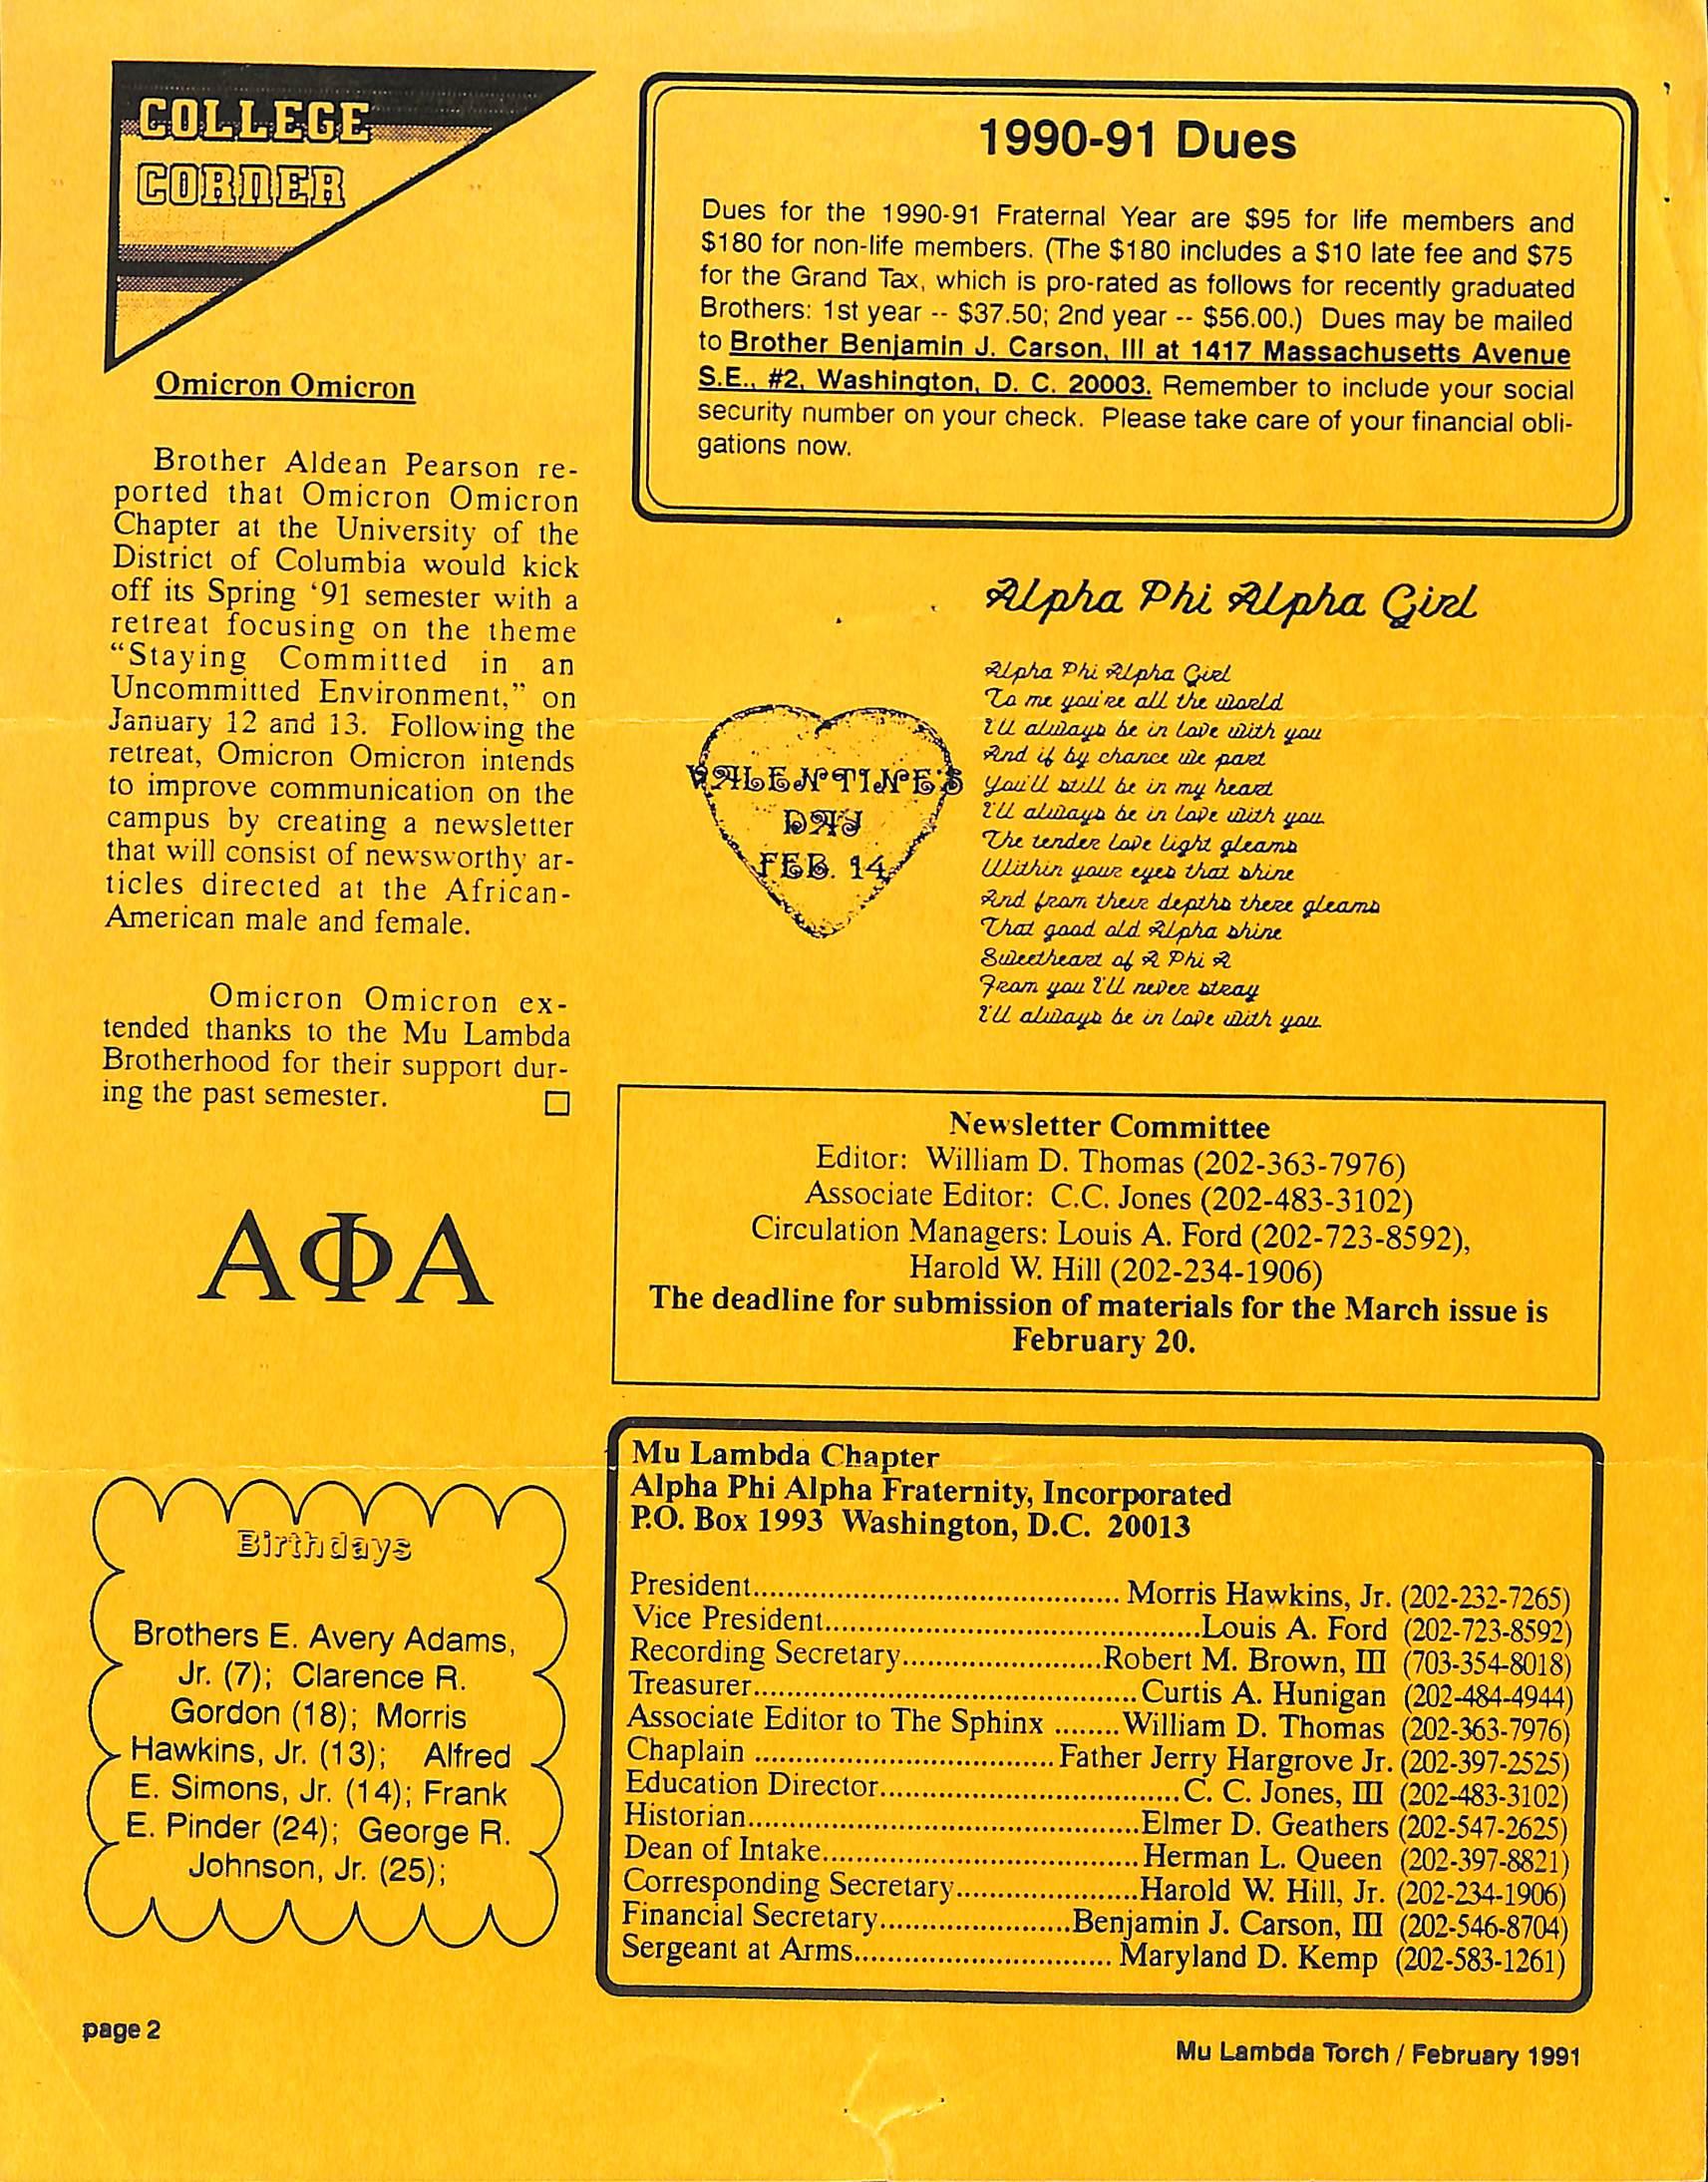 COLLEGE
CORNER
Omicron Omicron
Brother Aldean Pearson re-
ported that Omicron Omicron
Chapter at the University of the
District of Columbia would kick
off its Spring ‘91 semester with a
retreat focusing on the theme
“Staying Committed in an
Uncommitted Environment,” on
January 12 and 13. Following the
retreat, Omicron Omicron intends
to improve communication on the
campus by creating a newsletter
that will consist of newsworthy ar-
ticles directed at the African-
American male and female.
Omicron Omicron ex-
tended thanks to the Mu Lambda
Brotherhood for their support dur-
ing the past semester.
ΑΦΑ
Birthdays
Brothers E. Avery Adams,
Jr. (7); Clarence R.
Gordon (18); Morris
Hawkins, Jr. (13); Alfred
E. Simons, Jr. (14); Frank
E. Pinder (24); George R.
Johnson, Jr. (25);
1990-91 Dues
Dues for the 1990-91 Fraternal Year are $95 for life members and
$180 for non-life members. (The $180 includes a $10 late fee and $75
for the Grand Tax, which is pro-rated as follows for recently graduated
Brothers: 1st year -- $37.50; 2nd year -- $56.00.) Dues may be mailed
to Brother Benjamin J. Carson, III at 1417 Massachusetts Avenue
S.E., #2, Washington, D. C. 20003. Remember to include your social
security number on your check. Please take care of your financial obli-
gations now.
VALENTINE'S
DAY
FEB. 14
Alpha Phi Alpha Girl
Alpha Phi Alpha Girl
To me you're all the world
I'll always be in love with you
And if by chance we part
You'll still be in my heart
I'll always be in love with you.
The tender love light gleams
Within your eyes that shine
And from their depths there gleams
That good old Alpha shine
Sweetheart of A Phi A
From you I'll never stray
I'll always be in love with you.
Newsletter Committee
Editor: William D. Thomas (202-363-7976)
Associate Editor: C.C. Jones (202-483-3102)
Circulation Managers: Louis A. Ford (202-723-8592),
Harold W. Hill (202-234-1906)
The deadline for submission of materials for the March issue is
February 20.
Mu Lambda Chapter
Alpha Phi Alpha Fraternity, Incorporated
P.O. Box 1993 Washington, D.C. 20013
President.......................................... Morris Hawkins, Jr. (202-232-7265)
Vice President...........................................Louis A. Ford (202-723-8592)
Recording Secretary.......................Robert M. Brown, III (703-354-8018)
Treasurer............................................Curtis A. Hunigan (202-484-4944)
Associate Editor to The Sphinx ........William D. Thomas (202-363-7976)
Chaplain ..................................Father Jerry Hargrove Jr. (202-397-2525)
Education Director..................................C. C. Jones, III (202-483-3102)
Historian.............................................Elmer D. Geathers (202-547-2625)
Dean of Intake....................................Herman L. Queen (202-397-8821)
Corresponding Secretary.....................Harold W. Hill, Jr. (202-234-1906)
Financial Secretary......................Benjamin J. Carson, III (202-546-8704)
Sergeant at Arms............................. Maryland D. Kemp (202-583-1261)
page 2
Mu Lambda Torch / February 1991